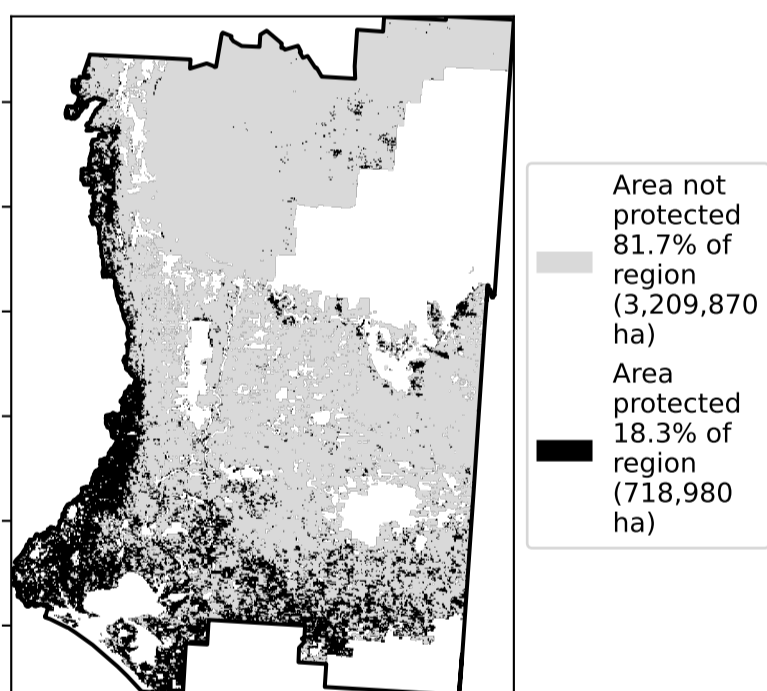 Area not
protected
81.7% of
region
(3,209,870
ha)
Area
protected
18.3% of
region
(718,980
ha)